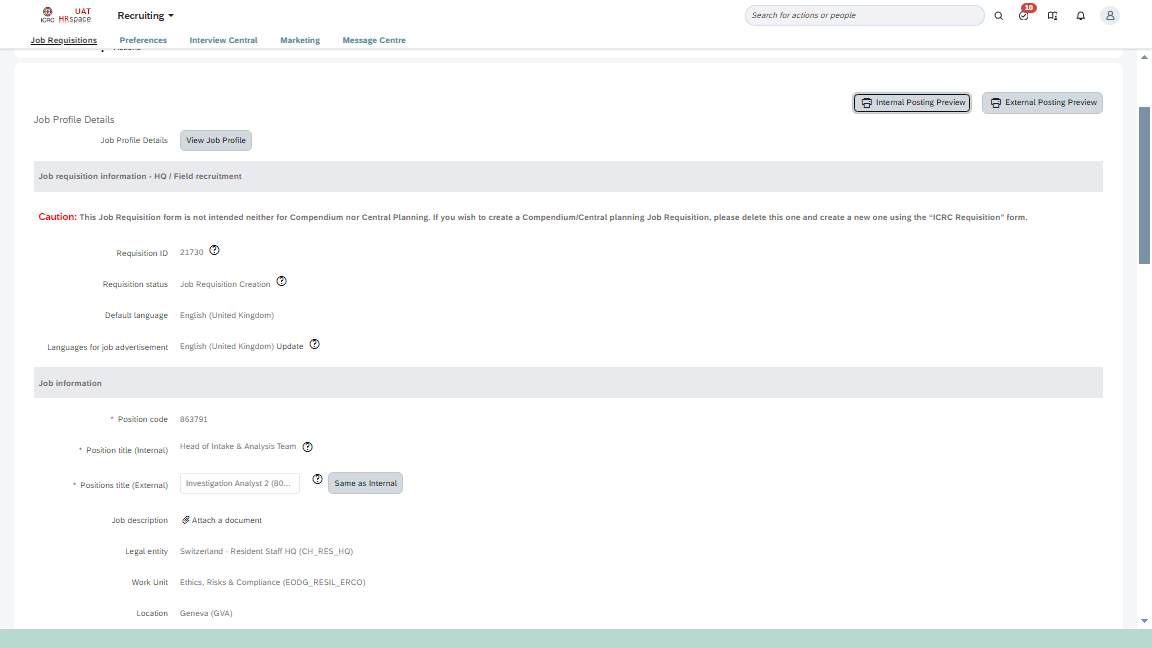 ICRC UAT HRspace
Recruiting
Search for actions or people
10
Job Requisitions Preferences Interview Central Marketing Message Centre
Internal Posting Preview External Posting Preview
Job Profile Details
Job Profile Details View Job Profile
Job requisition information - HQ / Field recruitment
Caution: This Job Requisition form is not intended neither for Compendium nor Central Planning. If you wish to create a Compendium/Central planning Job Requisition, please delete this one and create a new one using the “ICRC Requisition” form.
Requisition ID 21730
Requisition status Job Requisition Creation
Default language English (United Kingdom)
Languages for job advertisement English (United Kingdom) Update
Job information
* Position code 863791
* Position title (Internal) Head of Intake & Analysis Team
* Positions title (External) Investigation Analyst 2 (80... Same as Internal
Job description Attach a document
Legal entity Switzerland - Resident Staff HQ (CH_RES_HQ)
Work Unit Ethics, Risks & Compliance (EODG_RESIL_ERCO)
Location Geneva (GVA)